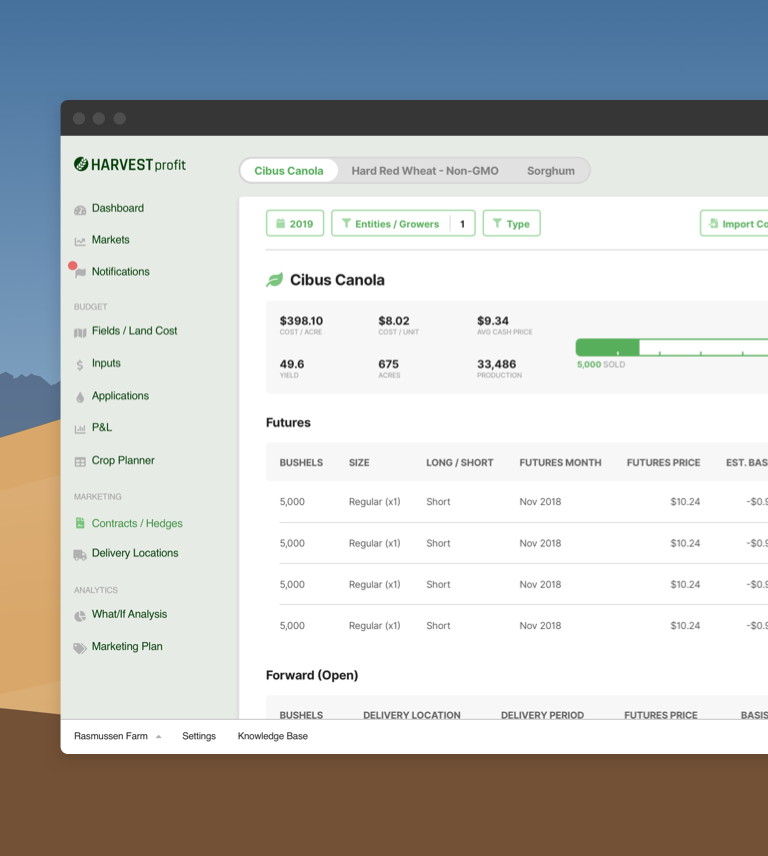 HARVEST profit
Cibus Canola Hard Red Wheat - Non-GMO Sorghum
Dashboard
Markets
Notifications
BUDGET
Fields / Land Cost
Inputs
Applications
P&L
Crop Planner
MARKETING
Contracts / Hedges
Delivery Locations
ANALYTICS
What/If Analysis
Marketing Plan
2019 Entities / Growers 1 Type Import Co
Cibus Canola
$398.10 $8.02 $9.34
COST / ACRE COST / UNIT AVG CASH PRICE
49.6 675 33,486
YIELD ACRES PRODUCTION
5,000 SOLD
Futures
BUSHELS SIZE LONG / SHORT FUTURES MONTH FUTURES PRICE EST. BAS
5,000 Regular (x1) Short Nov 2018 $10.24 -$0.9
5,000 Regular (x1) Short Nov 2018 $10.24 -$0.9
5,000 Regular (x1) Short Nov 2018 $10.24 -$0.9
5,000 Regular (x1) Short Nov 2018 $10.24 -$0.9
Forward (Open)
BUSHELS DELIVERY LOCATION DELIVERY PERIOD FUTURES PRICE BASIS
Rasmussen Farm Settings Knowledge Base